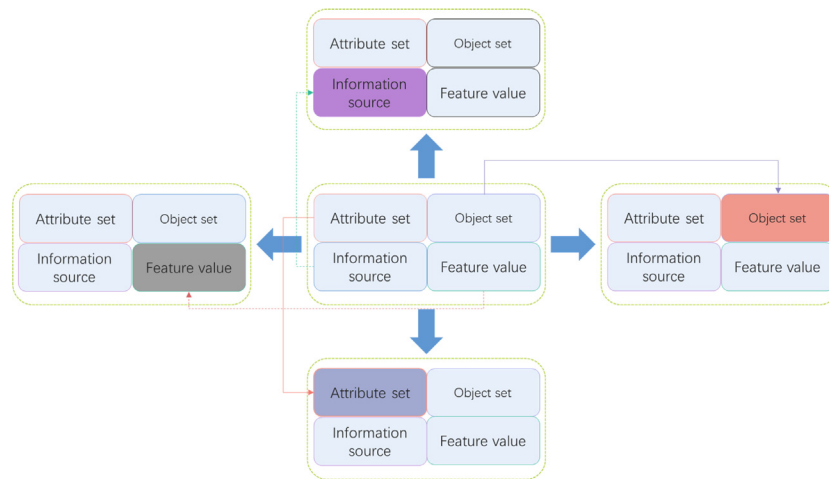 Attribute set
Object set
Information
source
Feature value
Attribute set
Object set
Information
source
Feature value
Attribute set
Object set
Information
source
Feature value
Attribute set
Object set
Information
source
Feature value
Attribute set
Object set
Information
source
Feature value